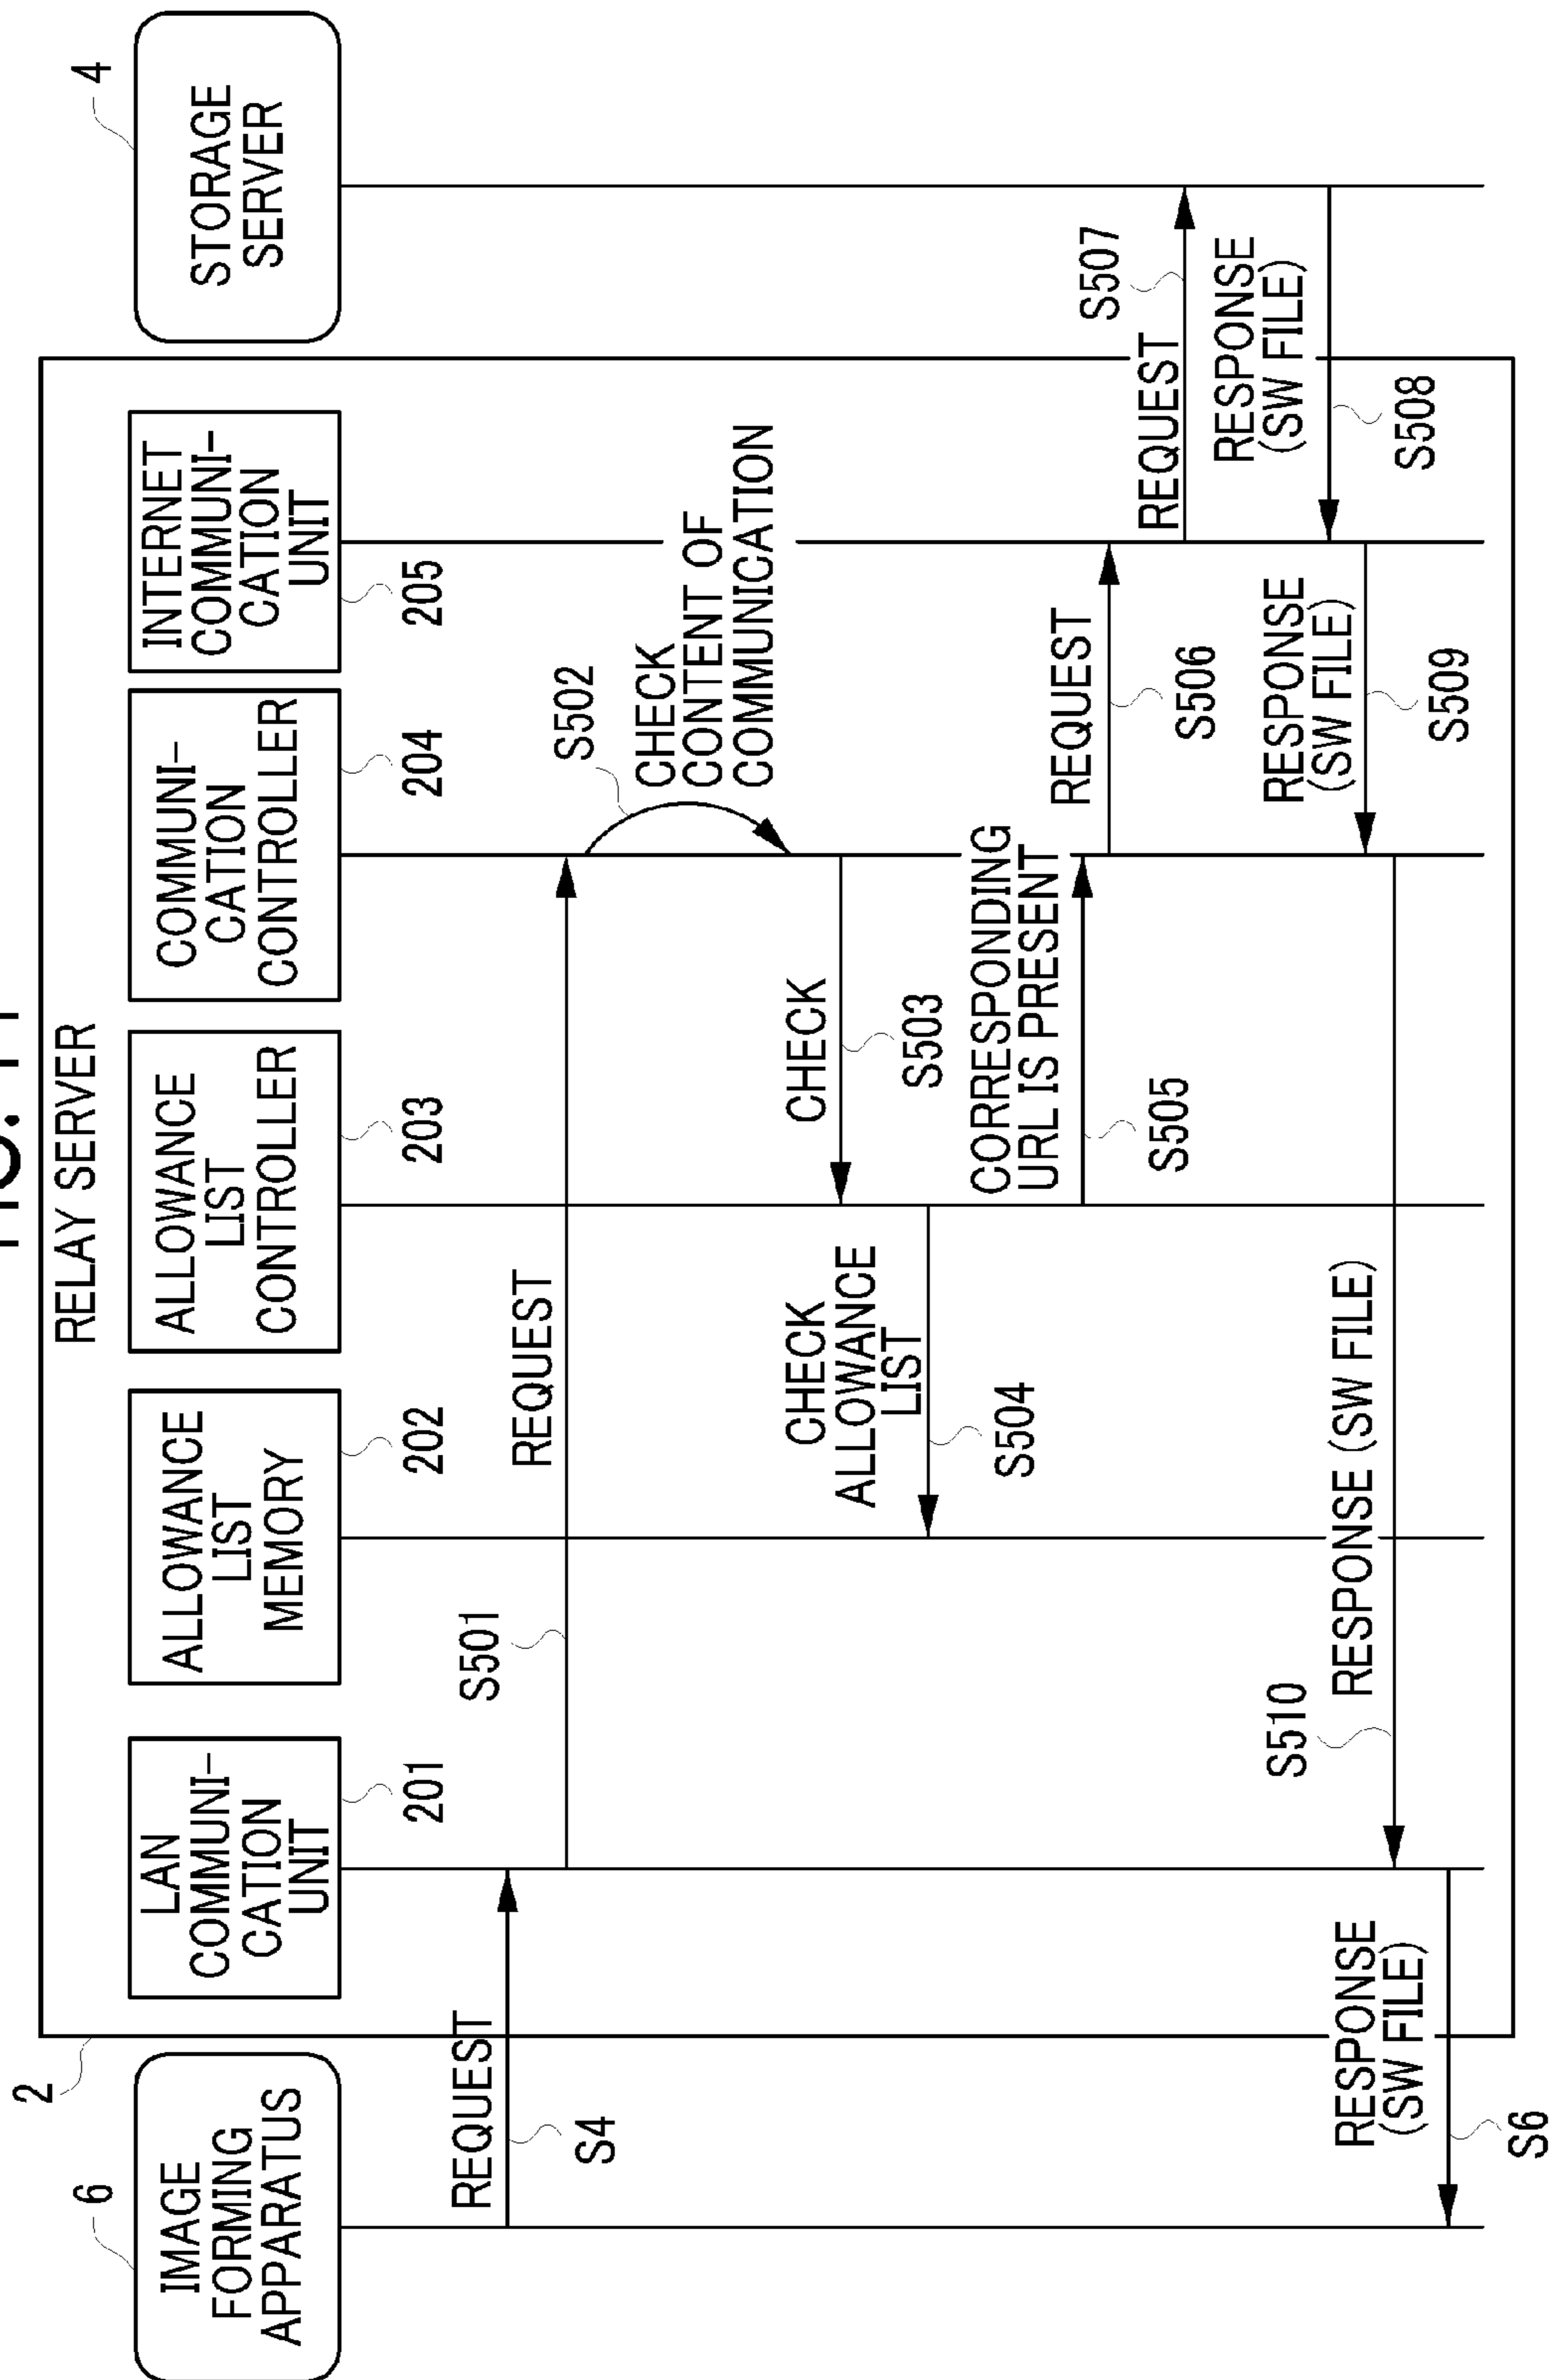 FIG. 11
RELAY SERVER
2
6
IMAGE
FORMING
APPARATUS
LAN
COMMUNI-
CATION
UNIT
201
ALLOWANCE
LIST
MEMORY
202
ALLOWANCE
LIST
CONTROLLER
203
COMMUNI-
CATION
CONTROLLER
204
INTERNET
COMMUNI-
CATION
UNIT
205
4
STORAGE
SERVER
REQUEST
S4
S501
REQUEST
S502
CHECK
CONTENT OF
COMMUNICATION
CHECK
S503
CHECK
ALLOWANCE
LIST
S504
CORRESPONDING
URL IS PRESENT
S505
REQUEST
S506
REQUEST
S507
RESPONSE
(SW FILE)
S508
RESPONSE
(SW FILE)
S509
S510
RESPONSE (SW FILE)
RESPONSE
(SW FILE)
S6